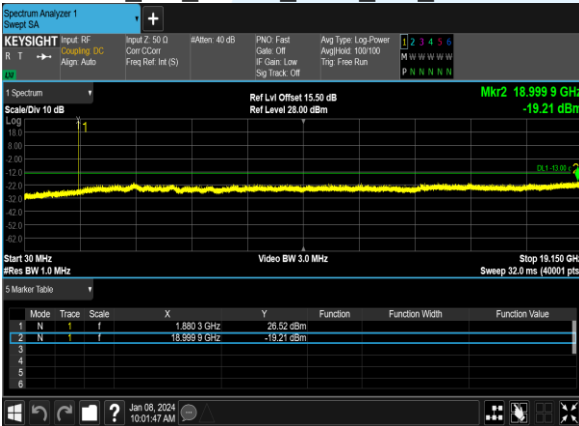 Spectrum Analyzer 1
Swept SA
+
KEYSIGHT Input: RF
R T Coupling: DC
Align: Auto
LXI
Input Z: 50 Ω
Corr CCorr
Freq Ref: Int (S)
#Atten: 40 dB
PNO: Fast
Gate: Off
IF Gain: Low
Sig Track: Off
Avg Type: Log-Power
Avg|Hold: 100/100
Trig: Free Run
1 2 3 4 5 6
M W W W W W
P N N N N N
1 Spectrum
Scale/Div 10 dB
Ref Lvl Offset 15.50 dB
Ref Level 28.00 dBm
Mkr2 18.999 9 GHz
-19.21 dBm
Log
18.0
8.00
-2.00
-12.0
-22.0
-32.0
-42.0
-52.0
-62.0
1
DL1 -13.00
Start 30 MHz
#Res BW 1.0 MHz
Video BW 3.0 MHz
Stop 19.150 GHz
Sweep 32.0 ms (40001 pts
5 Marker Table
Mode Trace Scale X Y Function Function Width Function Value
1 N 1 f 1.880 3 GHz 26.52 dBm
2 N 1 f 18.999 9 GHz -19.21 dBm
3
4
5
6
?
Jan 08, 2024
10:01:47 AM